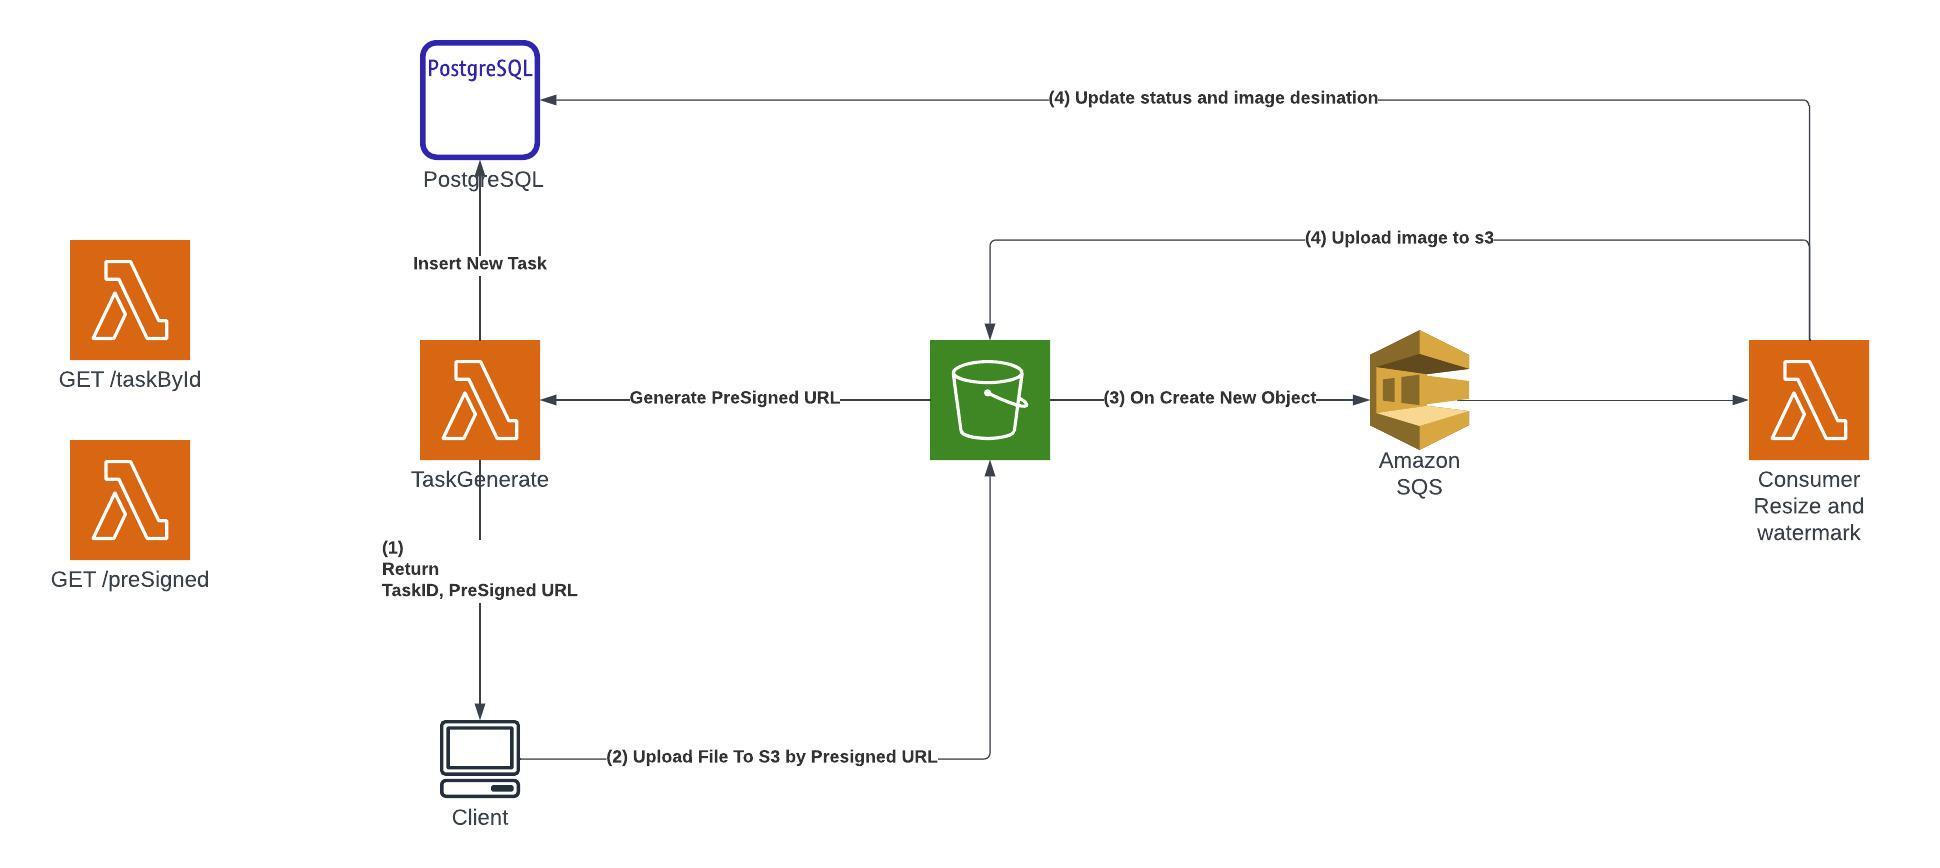 PostgreSQL
(4) Update status and image desination
PostgreSQL
(4) Upload image to s3
Insert New Task
GET /taskById
Generate PreSigned URL
(3) On Create New Object
TaskGenerate
Amazon
SQS
Consumer
Resize and
watermark
(1)
Return
TaskID, PreSigned URL
GET /preSigned
(2) Upload File To S3 by Presigned URL
Client